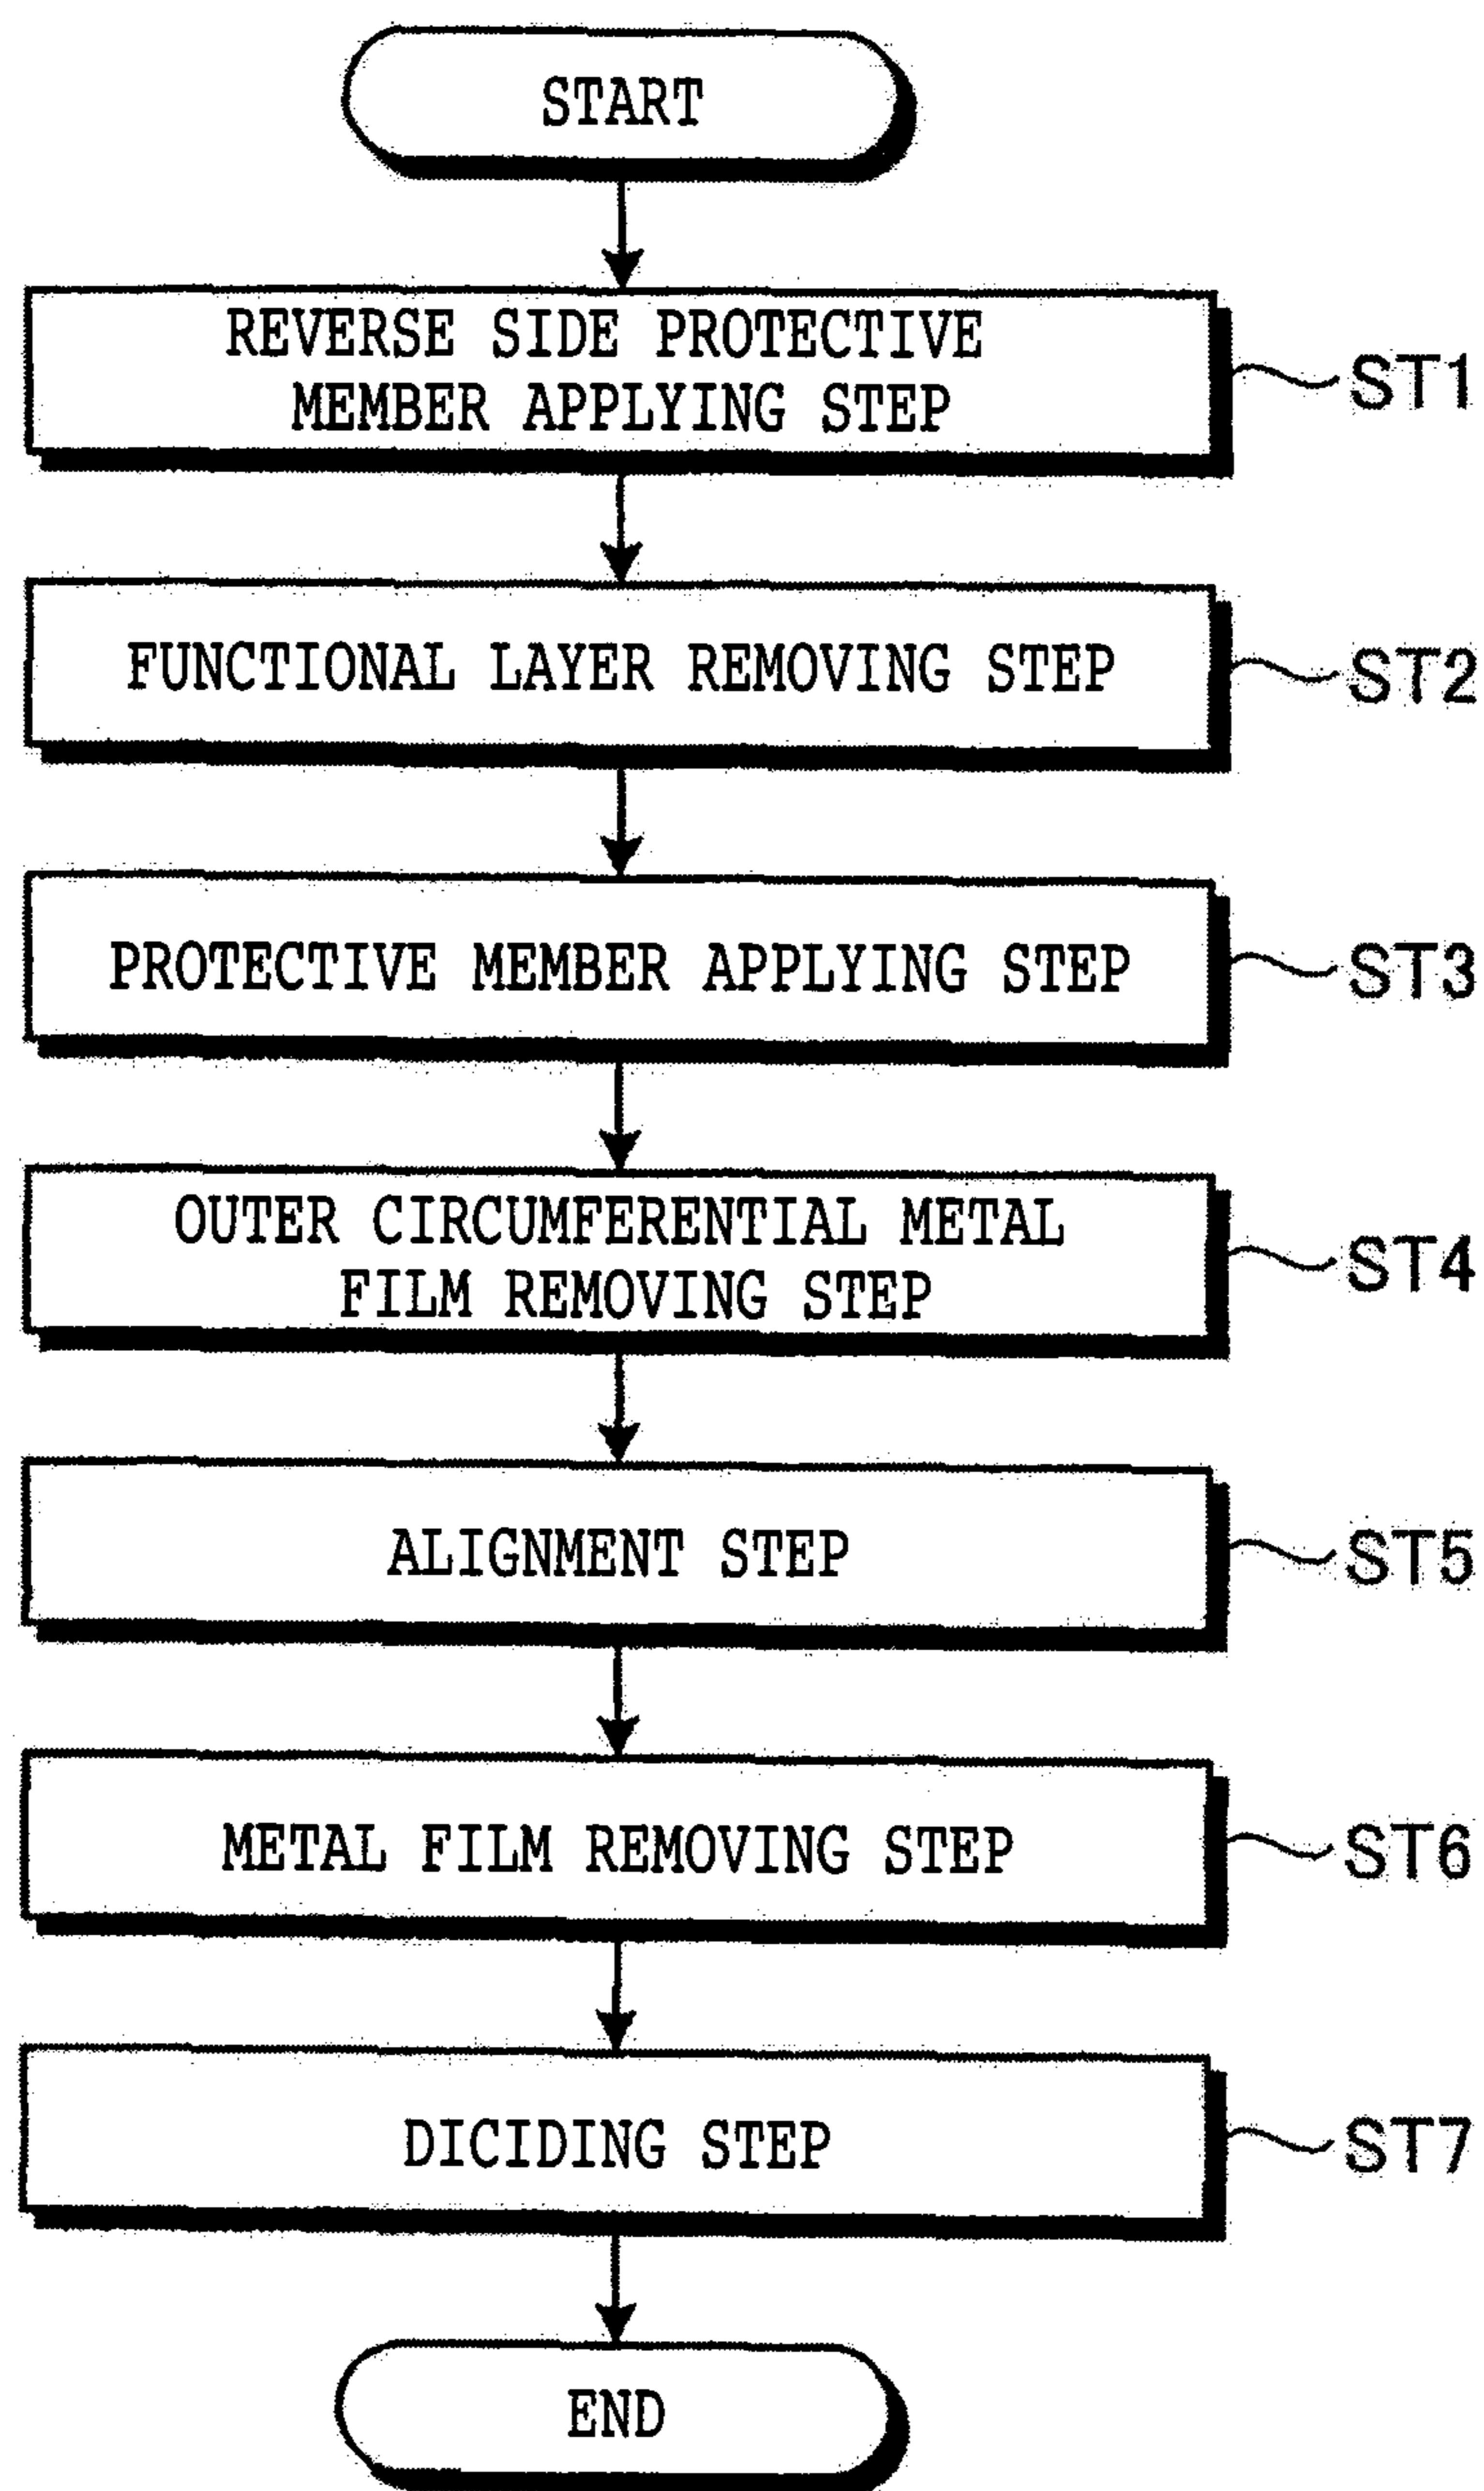 START
REVERSE SIDE PROTECTIVE
MEMBER APPLYING STEP
ST1
FUNCTIONAL LAYER REMOVING STEP
ST2
PROTECTIVE MEMBER APPLYING STEP
ST3
OUTER CIRCUMFERENTIAL METAL
FILM REMOVING STEP
ST4
ALIGNMENT STEP
ST5
METAL FILM REMOVING STEP
ST6
DICIDING STEP
ST7
END